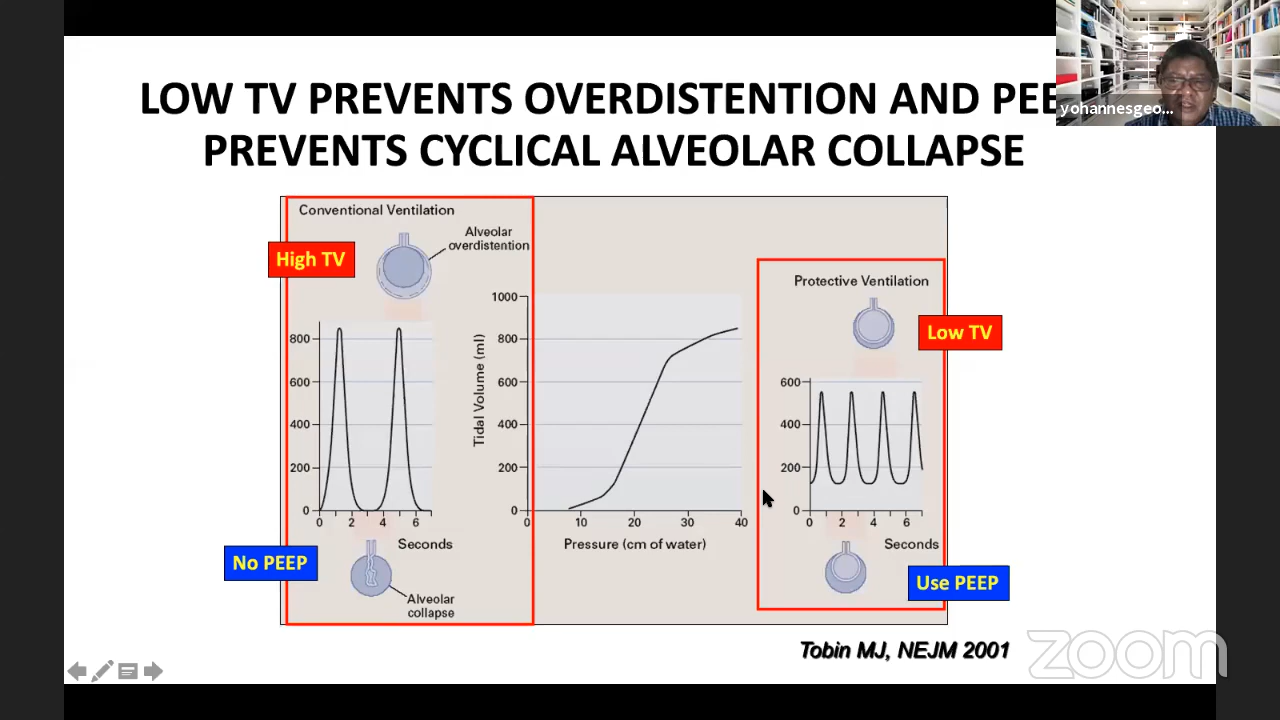 LOW TV PREVENTS OVERDISTENTION AND PEE
PREVENTS CYCLICAL ALVEOLAR COLLAPSE
yohannesgeo...
Conventional Ventilation
Alveolar
overdistention
High TV
800
600
400
200
0
0 2 4 6
Seconds
No PEEP
Alveolar
collapse
Tidal Volume (ml)
1000
800
600
400
200
0
0 10 20 30 40
Pressure (cm of water)
Protective Ventilation
Low TV
600
400
200
0
0 2 4 6
Seconds
Use PEEP
Tobin MJ, NEJM 2001
zoom